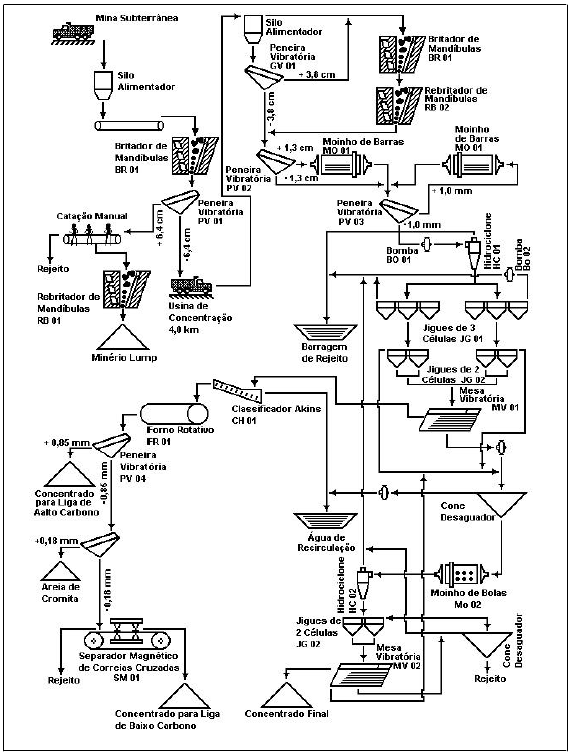 Mina Subterrânea
Silo
Alimentador
Britador de
Mandíbulas
BR 01
Peneira
Vibratória
PV 01
+ 6,4 cm
-6,4 cm
Catação Manual
Rejeito
Rebritador de
Mandíbulas
RB 01
Minério Lump
Usina de
Concentração
4,0 km
Silo
Alimentador
Peneira
Vibratória
GV 01
+ 3,8 cm
- 3,8 cm
Britador de
Mandíbulas
BR 01
Rebritador de
Mandíbulas
RB 02
Peneira
Vibratória
PV 02
+ 1,3 cm
- 1,3 cm
Moinho de Barras
MO 01
Moinho
de Barras
MO 01
+ 1,0 mm
Peneira
Vibratória
PV 03
-1,0 mm
Bomba
BO 01
Hidrociclone
HC 01
Bomba
Bo 02
Barragem
de Rejeito
Jigues de 3
Células JG 01
Jigues de 2
Células JG 02
Mesa
Vibratória
MV 01
Classificador Akins
CH 01
Forno Rotativo
FR 01
+ 0,85 mm
Peneira
Vibratória
PV 04
-0,85 mm
Concentrado
para Liga de
Aalto Carbono
+0,18 mm
-0,18 mm
Areia de
Cromita
Água de
Recirculação
Cone
Desaguador
Moinho de Bolas
Mo 02
Hidrociclone
HC 02
Jigues de
2 Células
JG 02
Mesa
Vibratória
MV 02
Cone
Desaguador
Rejeito
Concentrado Final
Rejeito
Separador Magnético
de Correias Cruzadas
SM 01
Concentrado para Liga
de Baixo Carbono